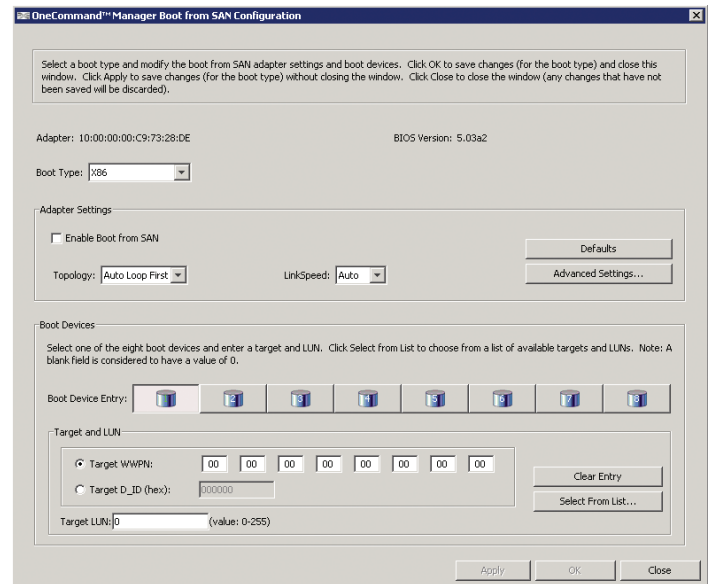 OneCommand™ Manager Boot from SAN Configuration
Select a boot type and modify the boot from SAN adapter settings and boot devices. Click OK to save changes (for the boot type) and close this
window. Click Apply to save changes (for the boot type) without closing the window. Click Close to close the window (any changes that have not
been saved will be discarded).
Adapter: 10:00:00:00:C9:73:28:DE BIOS Version: 5.03a2
Boot Type: X86
Adapter Settings
Enable Boot from SAN
Defaults
Topology: Auto Loop First LinkSpeed: Auto Advanced Settings...
Boot Devices
Select one of the eight boot devices and enter a target and LUN. Click Select from List to choose from a list of available targets and LUNs. Note: A
blank field is considered to have a value of 0.
Boot Device Entry: 1 2 3 4 5 6 7 8
Target and LUN
Target WWPN: 00 00 00 00 00 00 00 00
Clear Entry
Target D_ID (hex): 000000
Select From List...
Target LUN: 0 (value: 0-255)
Apply OK Close